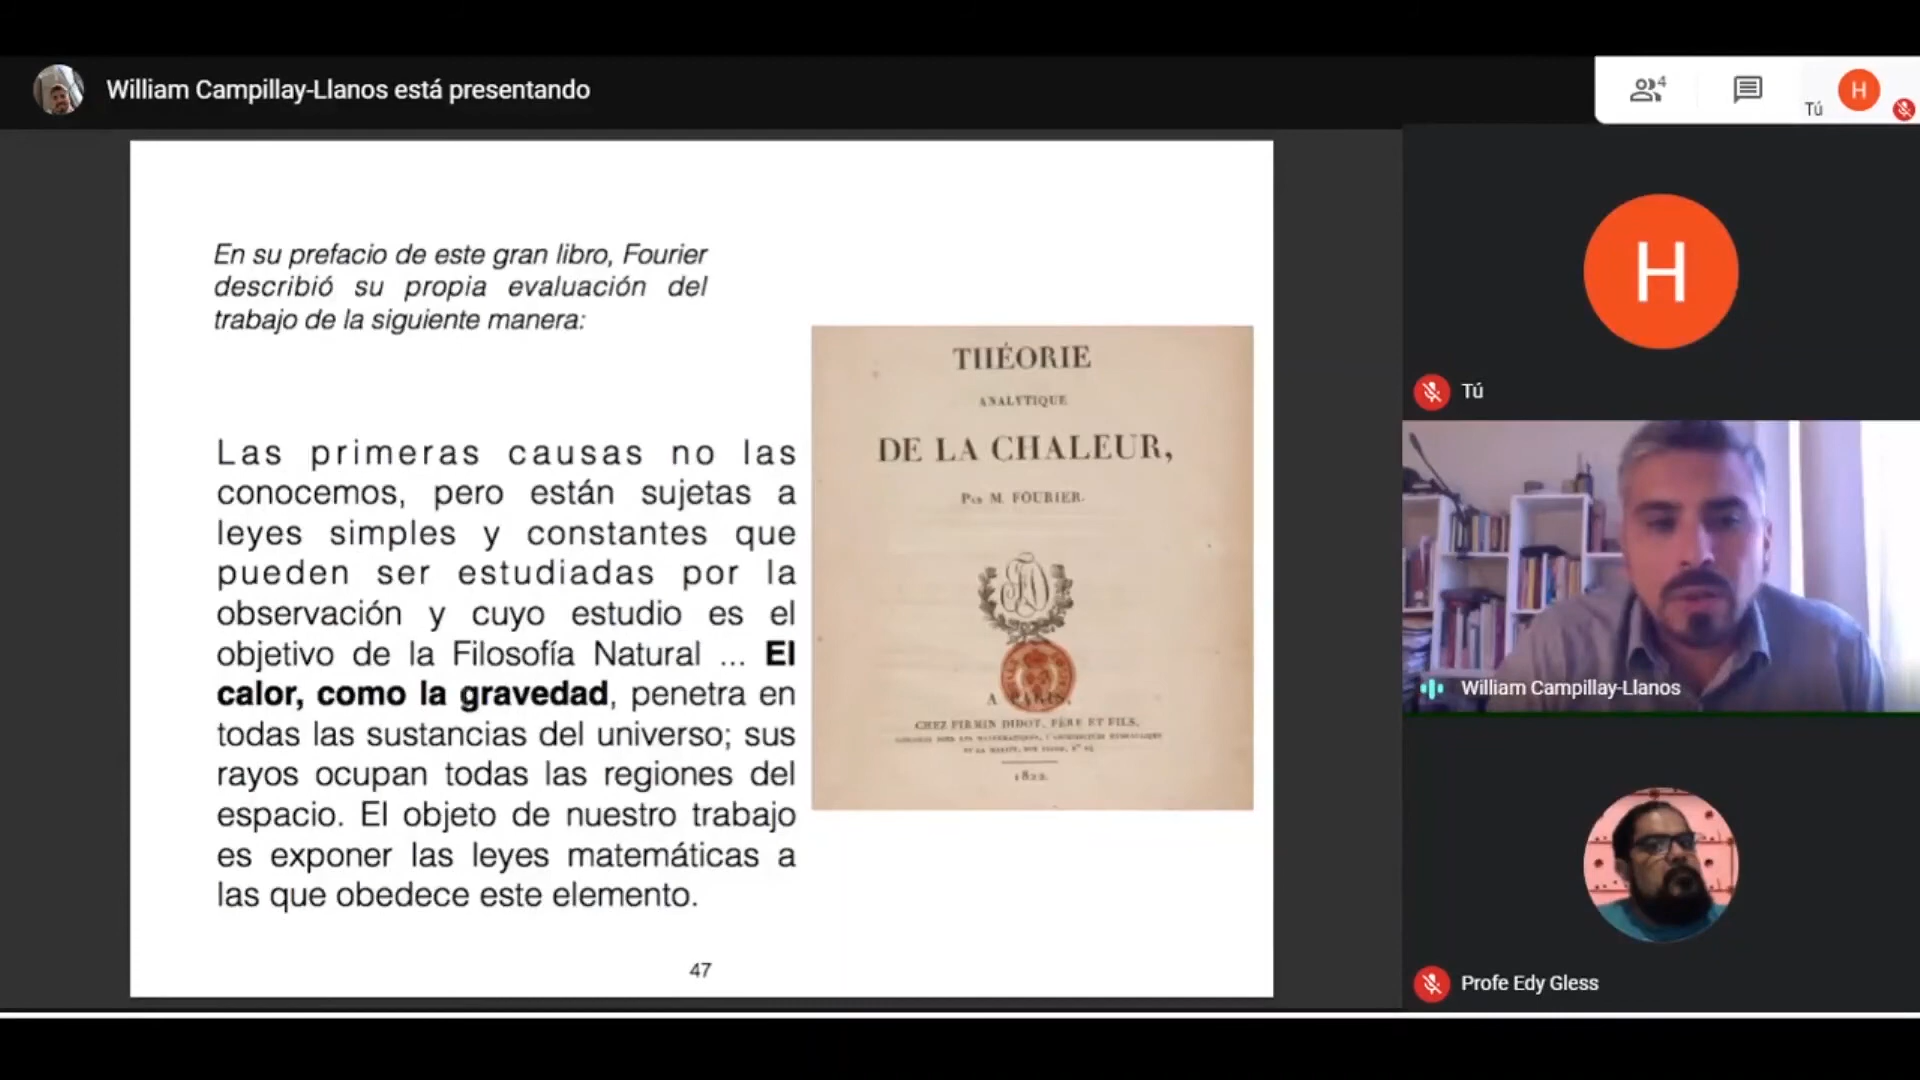 William Campillay-Llanos está presentando
4
Tú
H
En su prefacio de este gran libro, Fourier
describió su propia evaluación del
trabajo de la siguiente manera:
Las primeras causas no las
conocemos, pero están sujetas a
leyes simples y constantes que
pueden ser estudiadas por la
observación y cuyo estudio es el
objetivo de la Filosofía Natural ... El
calor, como la gravedad, penetra en
todas las sustancias del universo; sus
rayos ocupan todas las regiones del
espacio. El objeto de nuestro trabajo
es exponer las leyes matemáticas a
las que obedece este elemento.
47
THÉORIE
ANALYTIQUE
DE LA CHALEUR,
PAR M. FOURIER.
A PARIS,
CHEZ FIRMIN DIDOT, PÈRE ET FILS,
1822.
H
Tú
William Campillay-Llanos
Profe Edy Gless